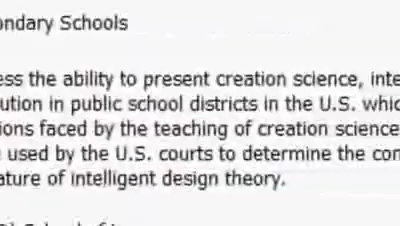 ondary Schools
ess the ability to present creation science, inte
ution in public school districts in the U.S. whic
ions faced by the teaching of creation science
used by the U.S. courts to determine the con
ature of intelligent design theory.